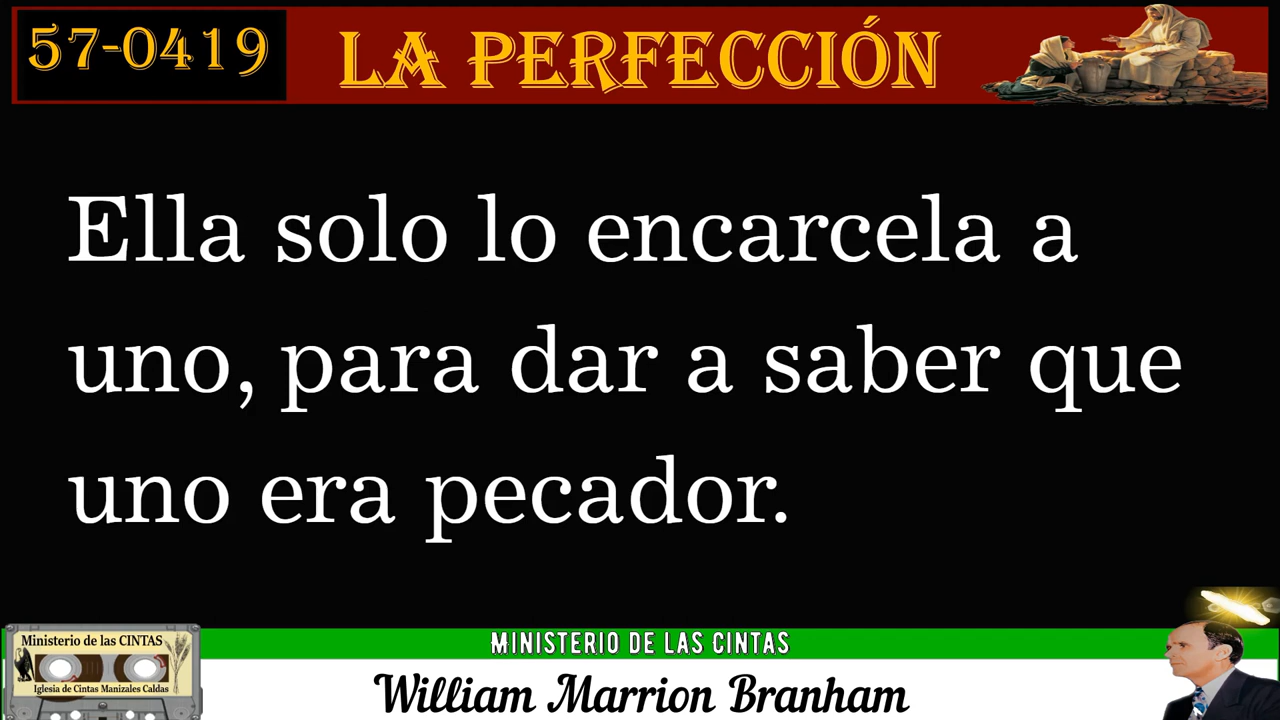 57-0419
LA PERFECCIÓN
Ella solo lo encarcela a
uno, para dar a saber que
uno era pecador.
Ministerio de las CINTAS
Iglesia de Cintas Manizales Caldas
MINISTERIO DE LAS CINTAS
William Marrion Branham